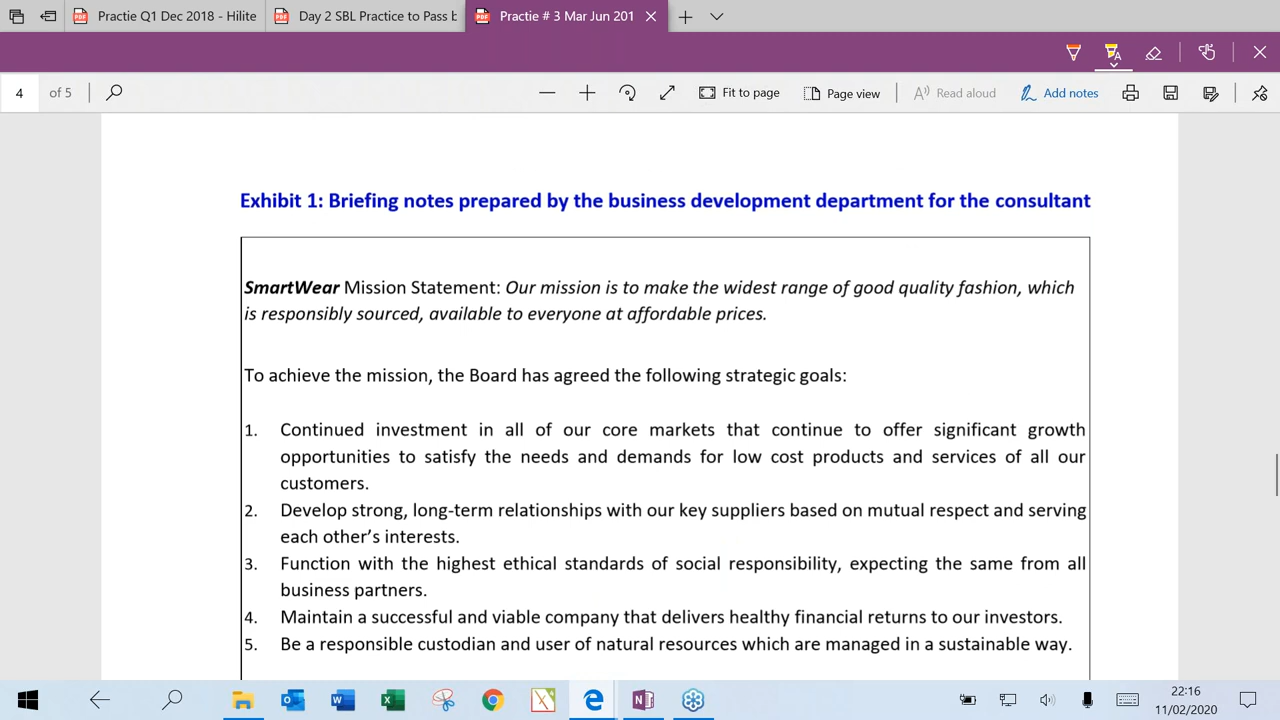 Practie Q1 Dec 2018 - Hilite
Day 2 SBL Practice to Pass b
Practie # 3 Mar Jun 201
4 of 5
Fit to page
Page view
Read aloud
Add notes
Exhibit 1: Briefing notes prepared by the business development department for the consultant
SmartWear Mission Statement: Our mission is to make the widest range of good quality fashion, which
is responsibly sourced, available to everyone at affordable prices.
To achieve the mission, the Board has agreed the following strategic goals:
1. Continued investment in all of our core markets that continue to offer significant growth
opportunities to satisfy the needs and demands for low cost products and services of all our
customers.
2. Develop strong, long-term relationships with our key suppliers based on mutual respect and serving
each other's interests.
3. Function with the highest ethical standards of social responsibility, expecting the same from all
business partners.
4. Maintain a successful and viable company that delivers healthy financial returns to our investors.
5. Be a responsible custodian and user of natural resources which are managed in a sustainable way.
22:16
11/02/2020